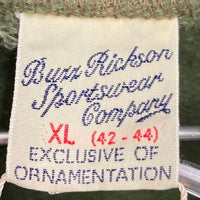 Buzz Rickson
Sportswear
Company
XL (42-44)
EXCLUSIVE OF
ORNAMENTATION